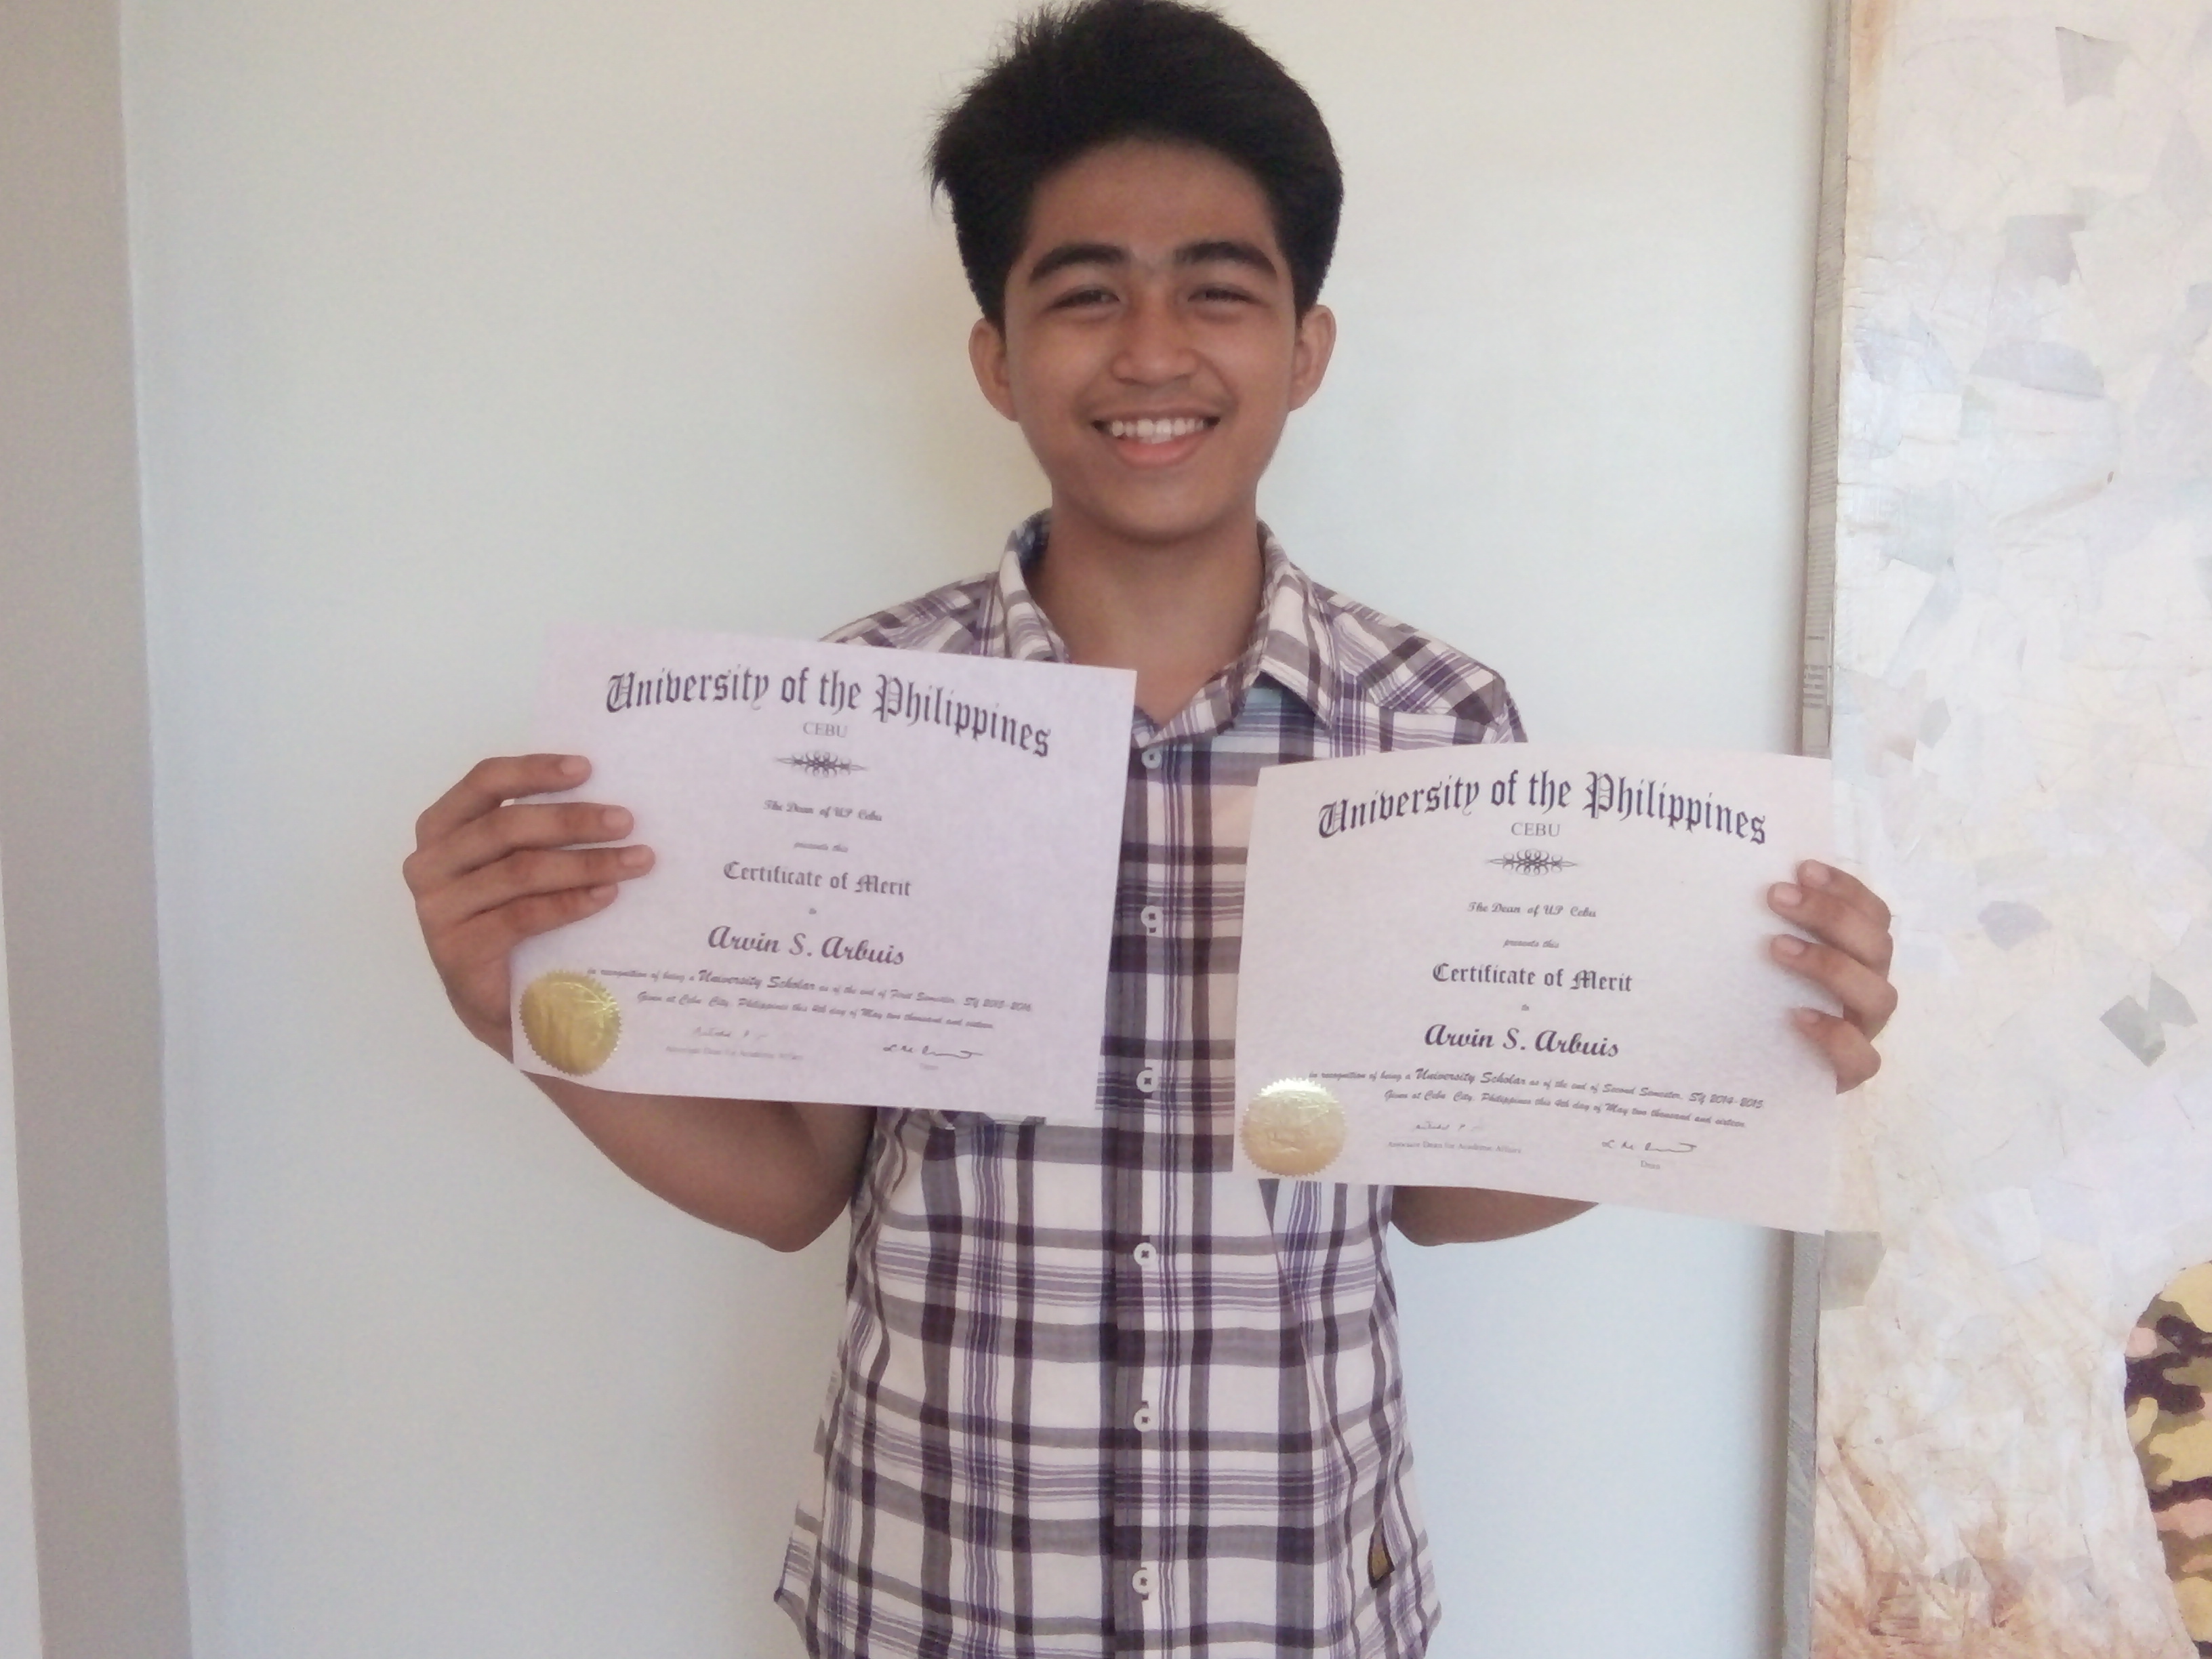 University of the Philippines
CEBU
The Dean of UP Cebu
presents this
Certificate of Merit
to
Arvin S. Arbuis
in recognition of being a University Scholar as of the end of First Semester, SY 2015-2016
Given at Cebu City, Philippines this 4th day of May two thousand and sixteen
Associate Dean for Academic Affairs
Dean
University of the Philippines
CEBU
The Dean of UP Cebu
presents this
Certificate of Merit
to
Arvin S. Arbuis
in recognition of being a University Scholar as of the end of Second Semester, SY 2014-2015
Given at Cebu City, Philippines this 4th day of May two thousand and sixteen
Associate Dean for Academic Affairs
Dean